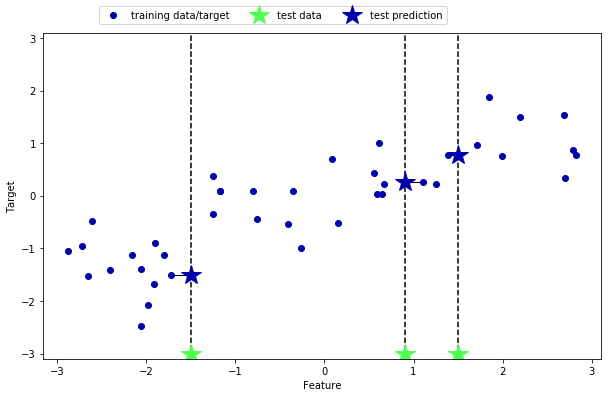 training data/target test data test prediction
3
2
1
0
−1
−2
−3
Target
−3 −2 −1 0 1 2 3
Feature